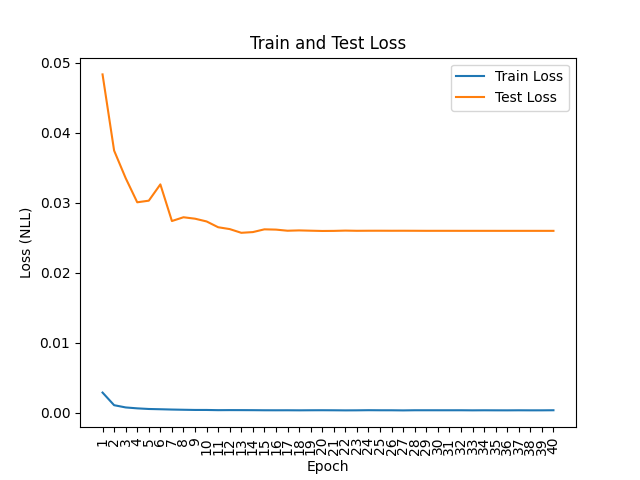 Train and Test Loss
Train Loss
Test Loss
Loss (NLL)
0.05
0.04
0.03
0.02
0.01
0.00
1 2 3 4 5 6 7 8 9 10 11 12 13 14 15 16 17 18 19 20 21 22 23 24 25 26 27 28 29 30 31 32 33 34 35 36 37 38 39 40
Epoch